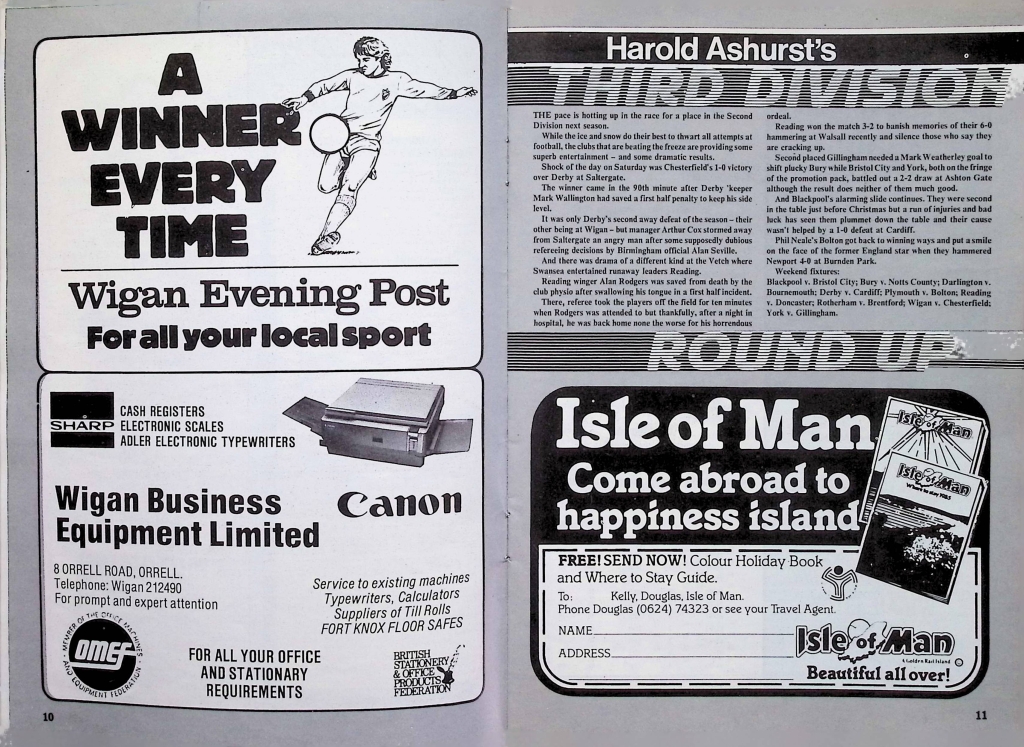 A
WINNER
EVERY
TIME
Wigan Evening Post
For all your local sport
SHARP
CASH REGISTERS
ELECTRONIC SCALES
ADLER ELECTRONIC TYPEWRITERS
Canon
Wigan Business
Equipment Limited
8 ORRELL ROAD, ORRELL.
Telephone: Wigan 212490
For prompt and expert attention
Service to existing machines
Typewriters, Calculators
Suppliers of Till Rolls
FORT KNOX FLOOR SAFES
MEMBER OF THE OFFICE MACHINES
omef
AND EQUIPMENT FEDERATION
FOR ALL YOUR OFFICE
AND STATIONARY
REQUIREMENTS
BRITISH
STATIONERY
& OFFICE
PRODUCTS
FEDERATION
10
Harold Ashurst's
THIRD DIVISION
THE pace is hotting up in the race for a place in the Second
Division next season.
While the ice and snow do their best to thwart all attempts at
football, the clubs that are beating the freeze are providing some
superb entertainment – and some dramatic results.
Shock of the day on Saturday was Chesterfield's 1-0 victory
over Derby at Saltergate.
The winner came in the 90th minute after Derby 'keeper
Mark Wallington had saved a first half penalty to keep his side
level.
It was only Derby's second away defeat of the season – their
other being at Wigan – but manager Arthur Cox stormed away
from Saltergate an angry man after some supposedly dubious
refereeing decisions by Birmingham official Alan Seville.
And there was drama of a different kind at the Vetch where
Swansea entertained runaway leaders Reading.
Reading winger Alan Rodgers was saved from death by the
club physio after swallowing his tongue in a first half incident.
There, referee took the players off the field for ten minutes
when Rodgers was attended to but thankfully, after a night in
hospital, he was back home none the worse for his horrendous
ordeal.
Reading won the match 3-2 to banish memories of their 6-0
hammering at Walsall recently and silence those who say they
are cracking up.
Second placed Gillingham needed a Mark Weatherley goal to
shift plucky Bury while Bristol City and York, both on the fringe
of the promotion pack, battled out a 2-2 draw at Ashton Gate
although the result does neither of them much good.
And Blackpool's alarming slide continues. They were second
in the table just before Christmas but a run of injuries and bad
luck has seen them plummet down the table and their cause
wasn't helped by a 1-0 defeat at Cardiff.
Phil Neale's Bolton got back to winning ways and put a smile
on the face of the former England star when they hammered
Newport 4-0 at Burnden Park.
Weekend fixtures:
Blackpool v. Bristol City; Bury v. Notts County; Darlington v.
Bournemouth; Derby v. Cardiff; Plymouth v. Bolton; Reading
v. Doncaster; Rotherham v. Brentford; Wigan v. Chesterfield;
York v. Gillingham.
ROUND UP
Isle of Man
Come abroad to
happiness island
Isle of Man
Isle of Man
Where to stay 1985
FREE! SEND NOW! Colour Holiday Book
and Where to Stay Guide.
To: Kelly, Douglas, Isle of Man.
Phone Douglas (0624) 74323 or see your Travel Agent.
NAME
ADDRESS
Isle of Man
A Golden Rail Island
Beautiful all over!
11